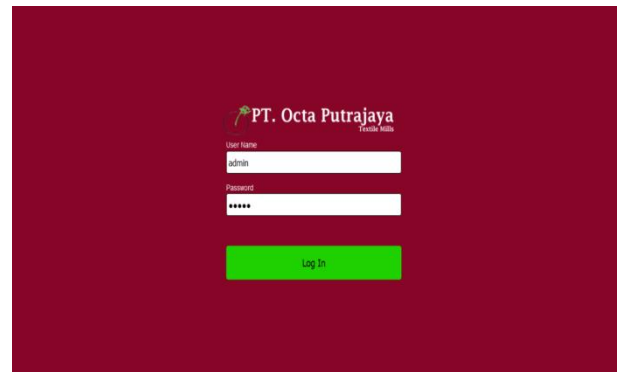 PT. Octa Putrajaya
Textile Mills
User Name
admin
Password
•••••
Log In